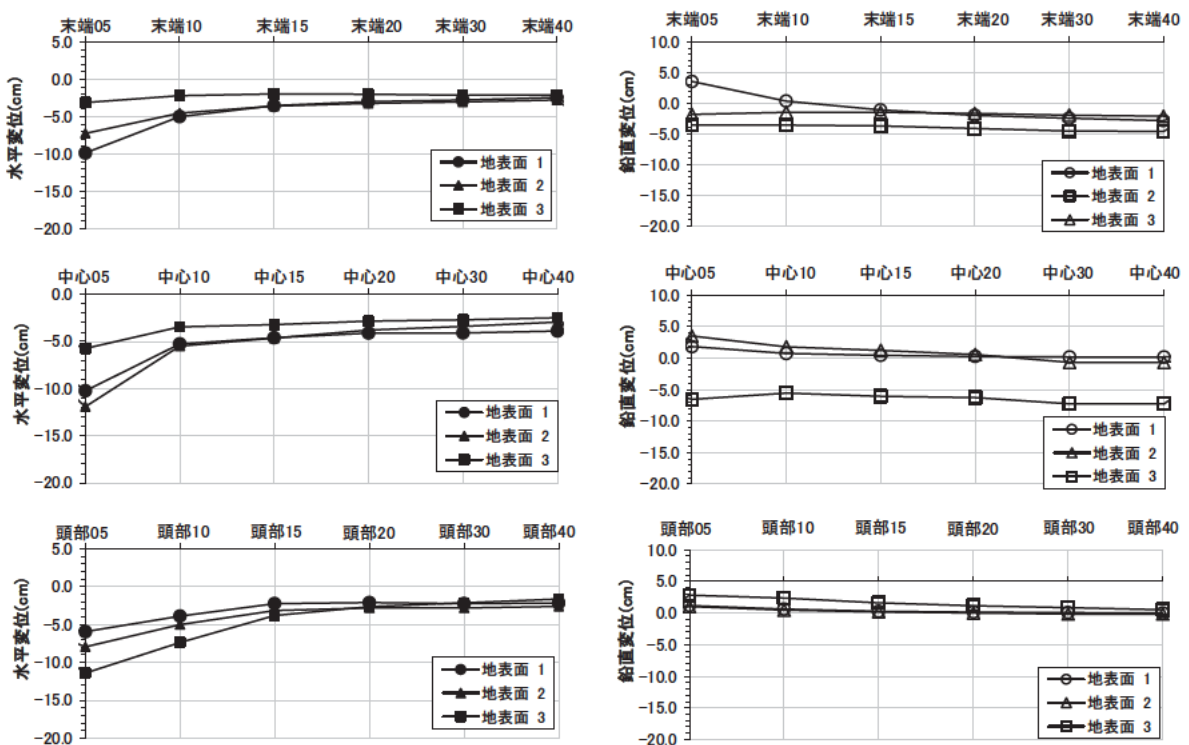 末端05 末端10 末端15 末端20 末端30 末端40
水平変位(cm)
5.0
0.0
-5.0
-10.0
-15.0
-20.0
地表面 1
地表面 2
地表面 3
末端05 末端10 末端15 末端20 末端30 末端40
鉛直変位(cm)
10.0
5.0
0.0
-5.0
-10.0
-15.0
-20.0
地表面 1
地表面 2
地表面 3
中心05 中心10 中心15 中心20 中心30 中心40
水平変位(cm)
0.0
-5.0
-10.0
-15.0
-20.0
地表面 1
地表面 2
地表面 3
中心05 中心10 中心15 中心20 中心30 中心40
鉛直変位(cm)
10.0
5.0
0.0
-5.0
-10.0
-15.0
-20.0
地表面 1
地表面 2
地表面 3
頭部05 頭部10 頭部15 頭部20 頭部30 頭部40
水平変位(cm)
5.0
0.0
-5.0
-10.0
-15.0
-20.0
地表面 1
地表面 2
地表面 3
頭部05 頭部10 頭部15 頭部20 頭部30 頭部40
鉛直変位(cm)
10.0
5.0
0.0
-5.0
-10.0
-15.0
-20.0
地表面 1
地表面 2
地表面 3